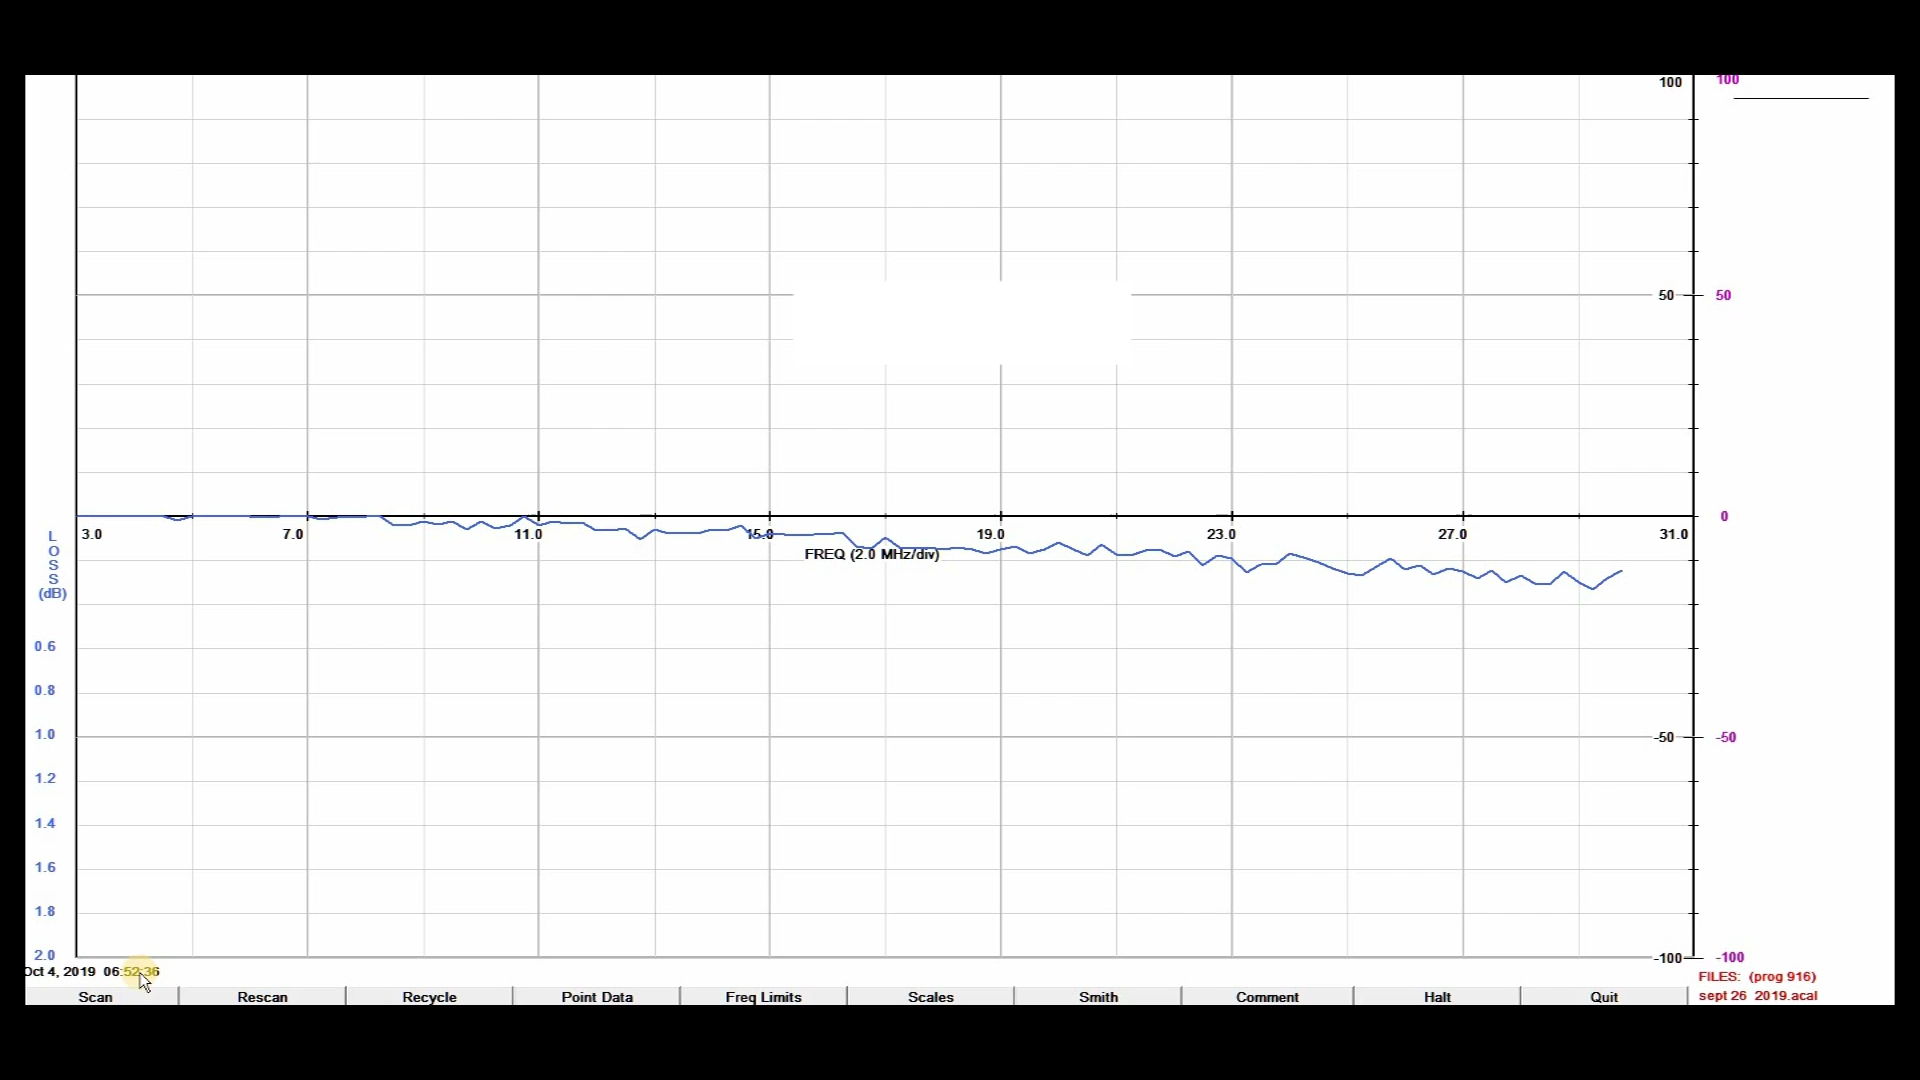 100 100
50 50
0
3.0 7.0 11.0 15.0 19.0 23.0 27.0 31.0
FREQ (2.0 MHz/div)
LOSS
(dB)
0.6
0.8
1.0 -50 -50
1.2
1.4
1.6
1.8
2.0 -100 -100
Oct 4, 2019 06:52:36 FILES: (prog 916)
Scan Rescan Recycle Point Data Freq Limits Scales Smith Comment Halt Quit sept 26 2019.acal